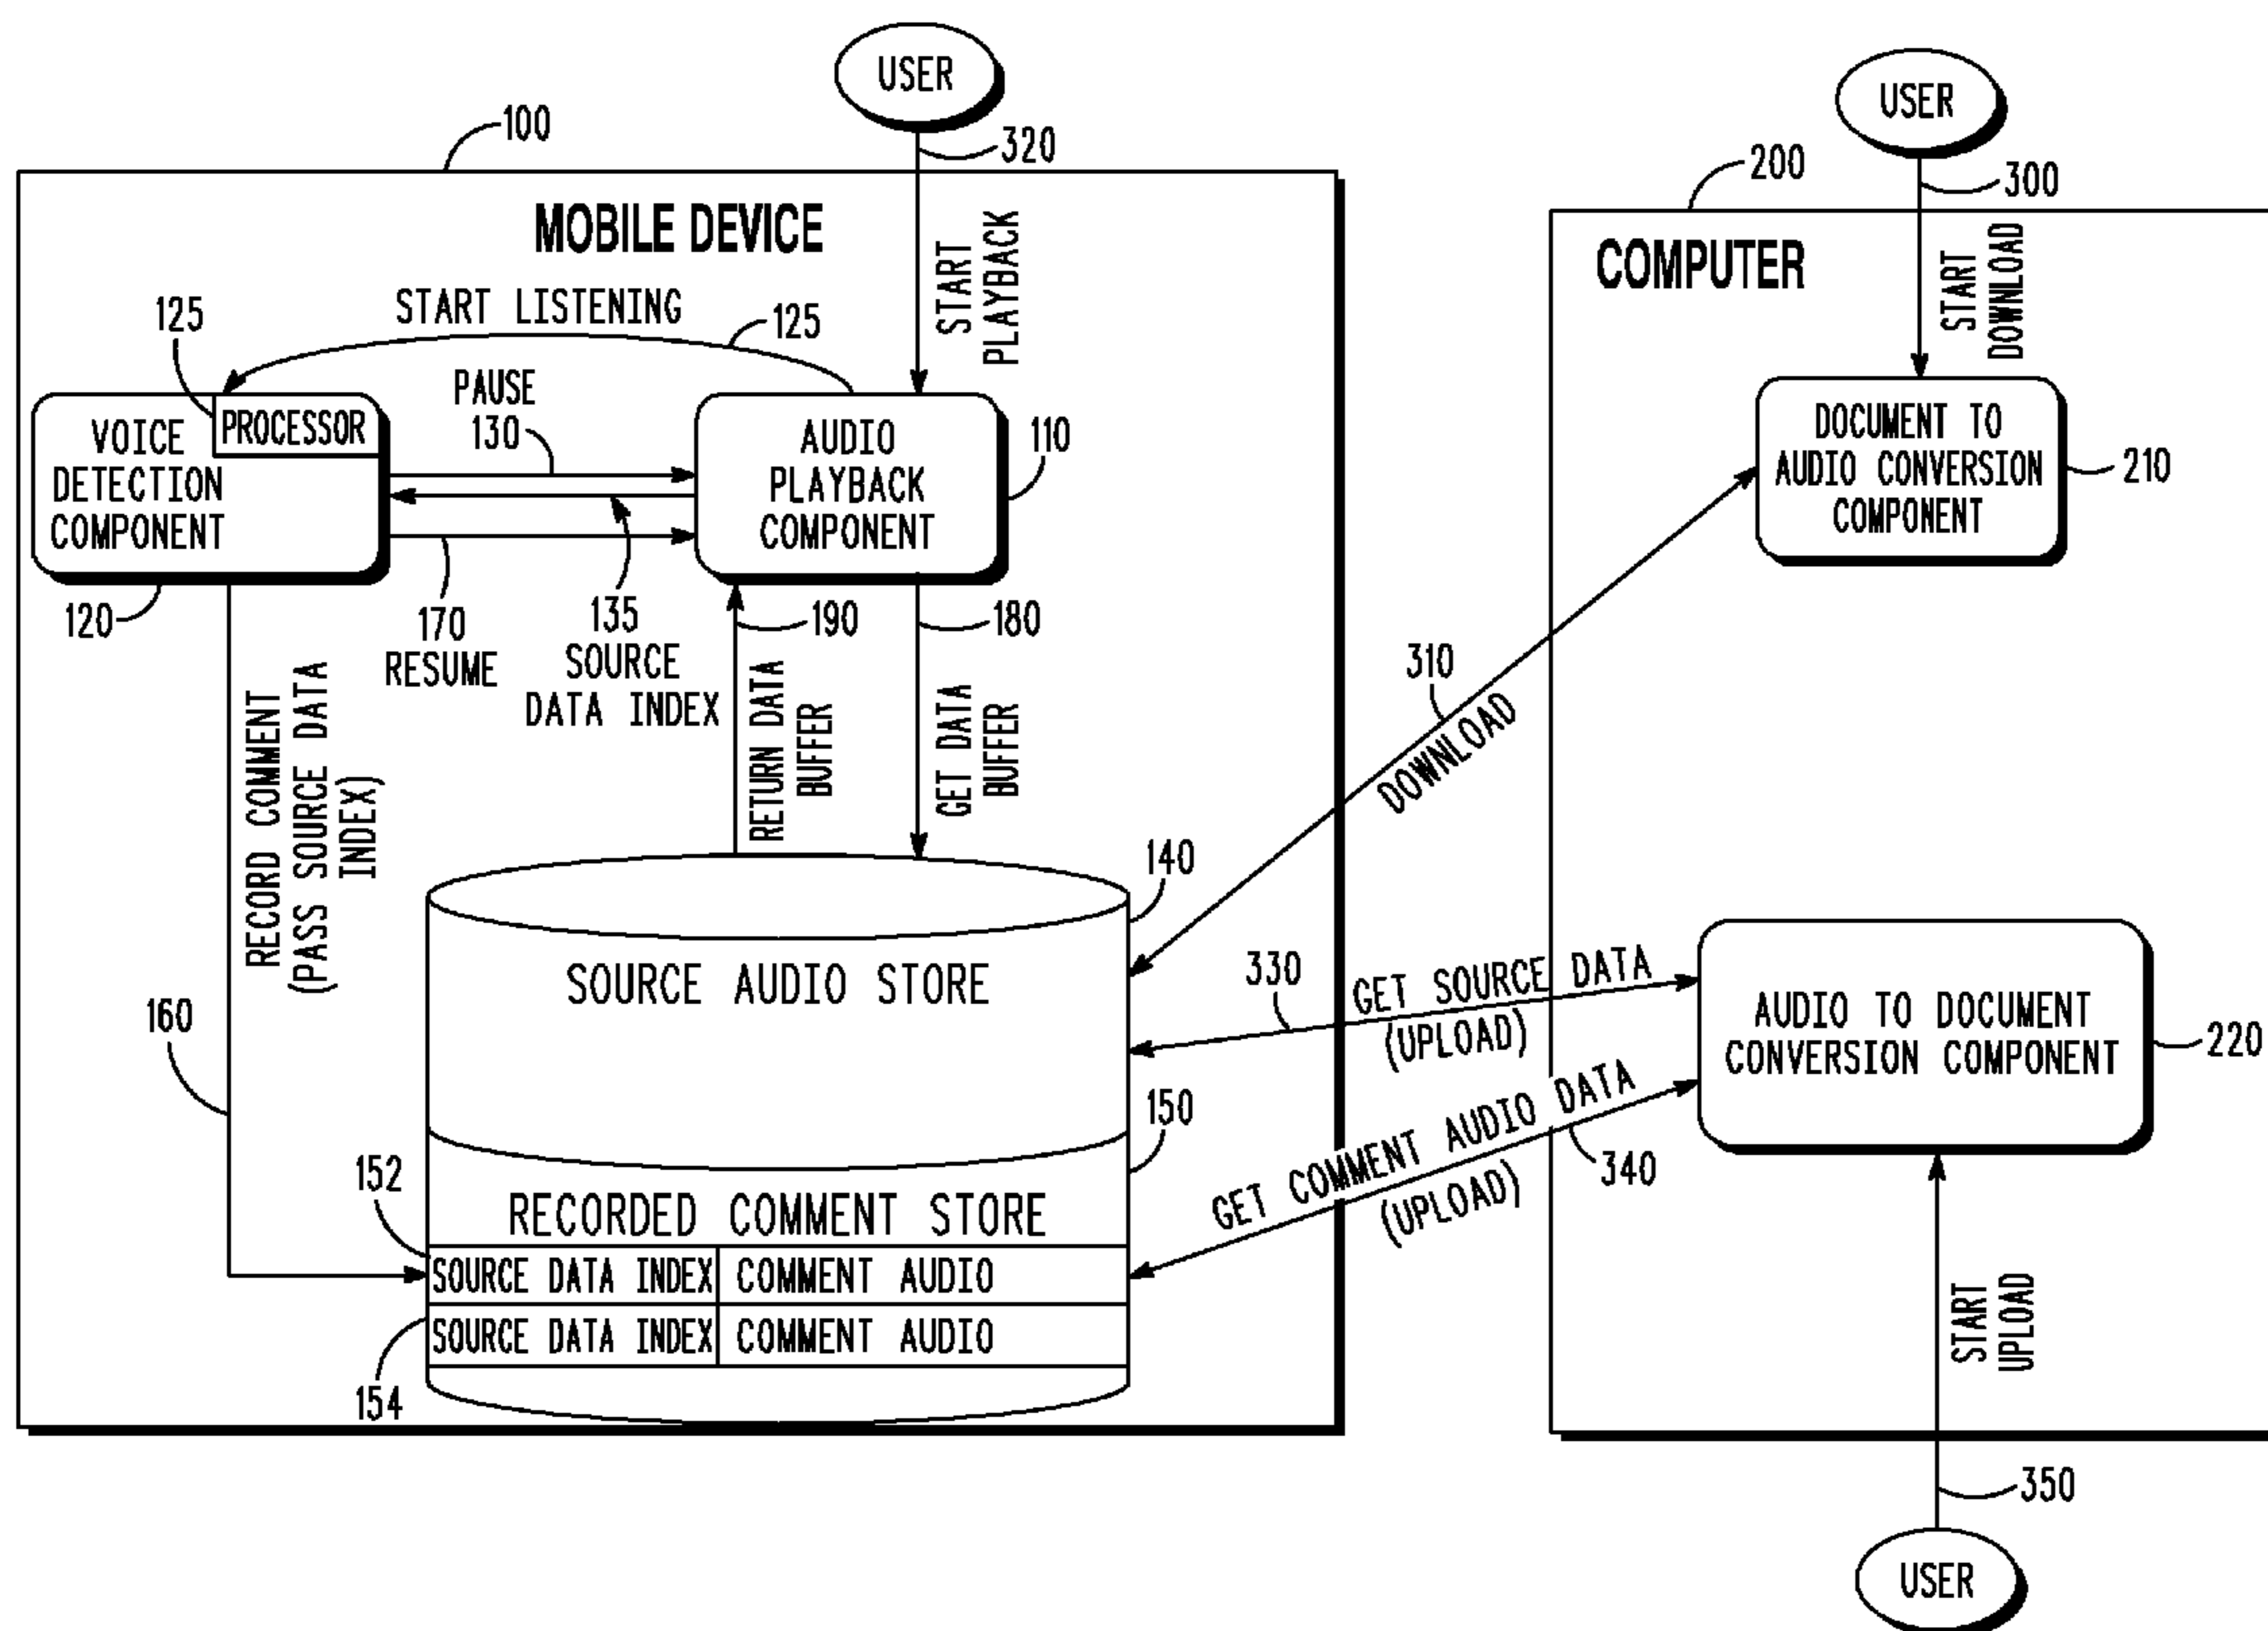 USER
USER
100
320
200
300
MOBILE DEVICE
START
PLAYBACK
COMPUTER
START
DOWNLOAD
START LISTENING
125
125
PAUSE
130
PROCESSOR
VOICE
DETECTION
COMPONENT
AUDIO
PLAYBACK
COMPONENT
110
DOCUMENT TO
AUDIO CONVERSION
COMPONENT
210
120
170
RESUME
135
SOURCE
DATA INDEX
190
180
RECORD COMMENT
(PASS SOURCE DATA
INDEX)
RETURN DATA
BUFFER
GET DATA
BUFFER
310
DOWNLOAD
140
SOURCE AUDIO STORE
330
GET SOURCE DATA
(UPLOAD)
AUDIO TO DOCUMENT
CONVERSION COMPONENT
220
160
150
GET COMMENT AUDIO DATA
(UPLOAD)
340
152
RECORDED COMMENT STORE
SOURCE DATA INDEX COMMENT AUDIO
SOURCE DATA INDEX COMMENT AUDIO
154
START
UPLOAD
350
USER